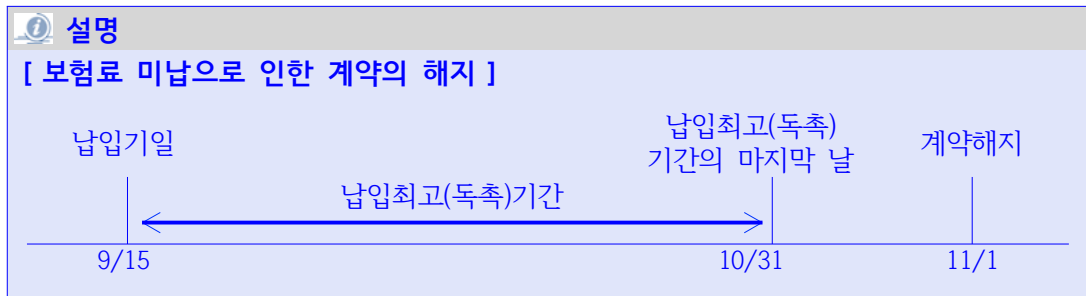 설명
[ 보험료 미납으로 인한 계약의 해지 ]
납입기일
납입최고(독촉)
기간의 마지막 날
계약해지
납입최고(독촉)기간
9/15
10/31
11/1